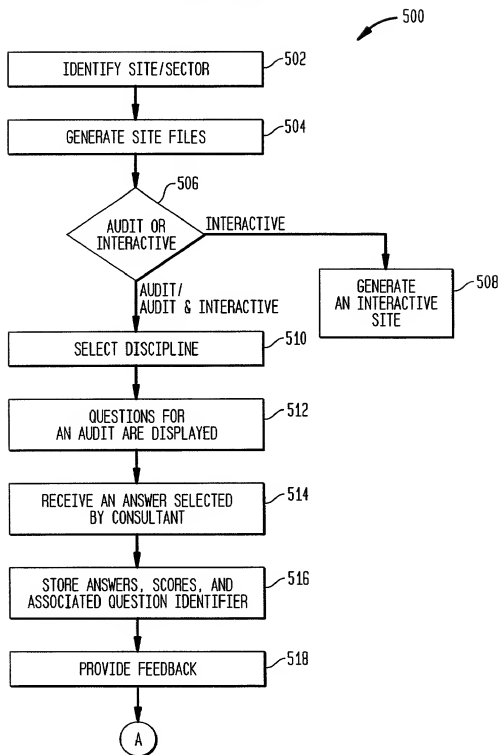 500
IDENTIFY SITE/SECTOR
502
GENERATE SITE FILES
504
506
AUDIT OR
INTERACTIVE
INTERACTIVE
GENERATE
AN INTERACTIVE
SITE
508
AUDIT/
AUDIT & INTERACTIVE
SELECT DISCIPLINE
510
QUESTIONS FOR
AN AUDIT ARE DISPLAYED
512
RECEIVE AN ANSWER SELECTED
BY CONSULTANT
514
STORE ANSWERS, SCORES, AND
ASSOCIATED QUESTION IDENTIFIER
516
PROVIDE FEEDBACK
518
A